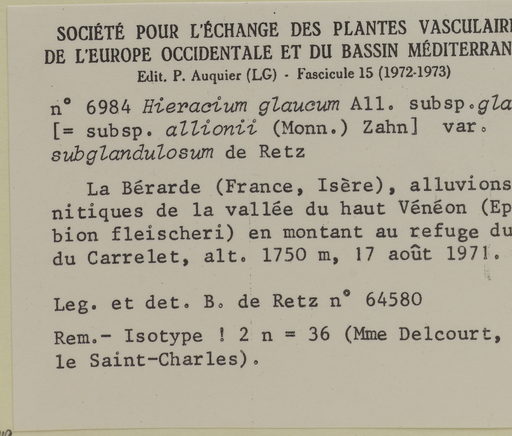 SOCIÉTÉ POUR L'ÉCHANGE DES PLANTES VASCULAIR
DE L'EUROPE OCCIDENTALE ET DU BASSIN MÉDITERRAN
Edit. P. Auquier (LG) - Fascicule 15 (1972-1973)
n° 6984 Hieracium glaucum All. subsp. gla
[= subsp. allionii (Monn.) Zahn] var.
subglandulosum de Retz
La Bérarde (France, Isère), alluvions
nitiques de la vallée du haut Vénéon (Ep
bion fleischeri) en montant au refuge du
du Carrelet, alt. 1750 m, 17 août 1971.
Leg. et det. B. de Retz n° 64580
Rem.- Isotype ! 2 n = 36 (Mme Delcourt,
le Saint-Charles).